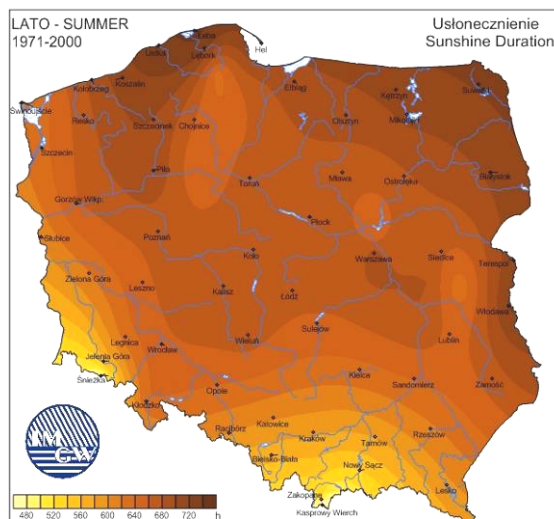 LATO - SUMMER
1971-2000
Usłonecznienie
Sunshine Duration
Łeba
Hel
Ustka
Lębork
Koszalin
Kołobrzeg
Elbląg
Kętrzyn
Suwałki
Świnoujście
Resko
Szczecinek
Chojnice
Olsztyn
Mikołajki
Szczecin
Piła
Toruń
Mława
Ostrołęka
Białystok
Gorzów Wlkp.
Płock
Słubice
Poznań
Koło
Warszawa
Siedlce
Terespol
Zielona Góra
Leszno
Kalisz
Łódź
Włodawa
Legnica
Wrocław
Wieluń
Sulejów
Lublin
Jelenia Góra
Śnieżka
Kielce
Sandomierz
Zamość
Kłodzko
Opole
Katowice
Racibórz
Kraków
Tarnów
Rzeszów
Bielsko-Biała
Nowy Sącz
Lesko
Zakopane
Kasprowy Wierch
IMGW
480 520 560 600 640 680 720 h